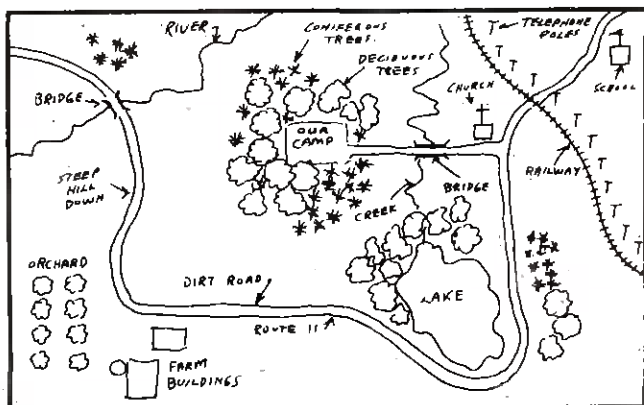 RIVER
CONIFEROUS
TREES.
TELEPHONE
POLES
DECIDUOUS
TREES
CHURCH
SCHOOL
BRIDGE
OUR
CAMP
STEEP
HILL
DOWN
BRIDGE
RAILWAY
CREEK
ORCHARD
DIRT ROAD
LAKE
ROUTE 11
FARM
BUILDINGS